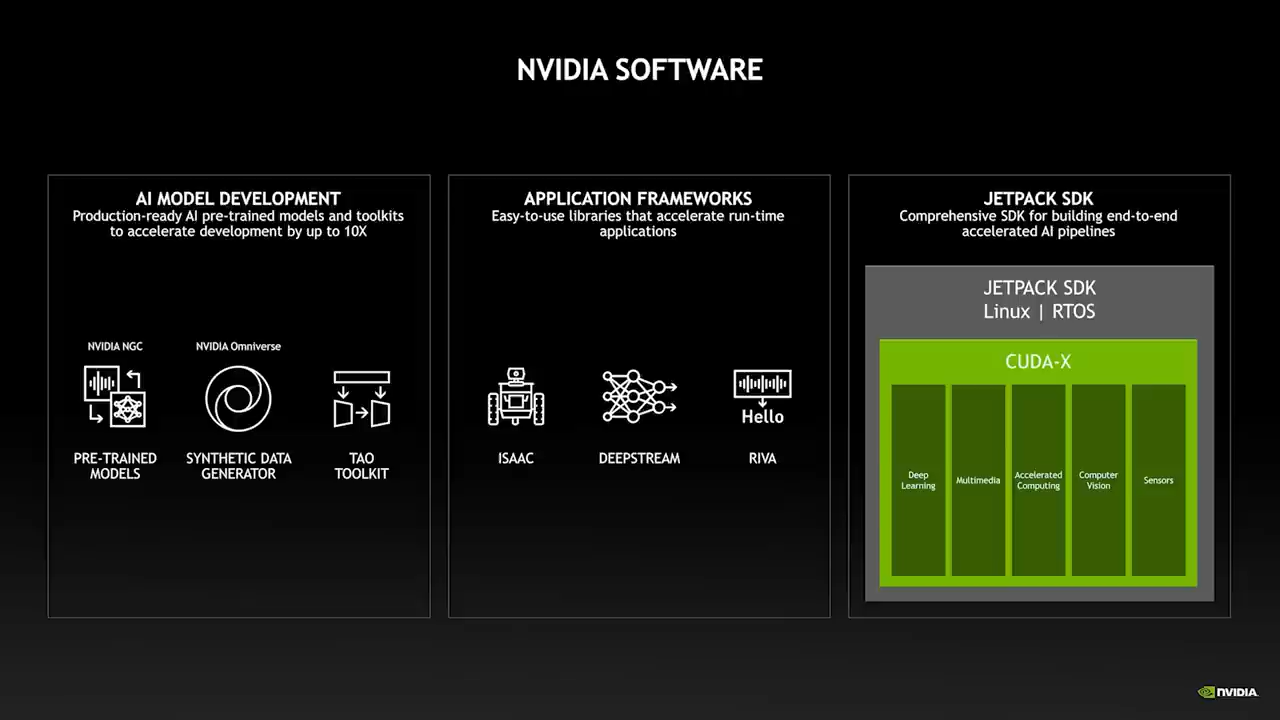 NVIDIA SOFTWARE
AI MODEL DEVELOPMENT
Production-ready AI pre-trained models and toolkits
to accelerate development by up to 10X
NVIDIA NGC
NVIDIA Omniverse
PRE-TRAINED
MODELS
SYNTHETIC DATA
GENERATOR
TAO
TOOLKIT
APPLICATION FRAMEWORKS
Easy-to-use libraries that accelerate run-time
applications
Hello
ISAAC
DEEPSTREAM
RIVA
JETPACK SDK
Comprehensive SDK for building end-to-end
accelerated AI pipelines
JETPACK SDK
Linux | RTOS
CUDA-X
Deep
Learning
Multimedia
Accelerated
Computing
Computer
Vision
Sensors
NVIDIA.